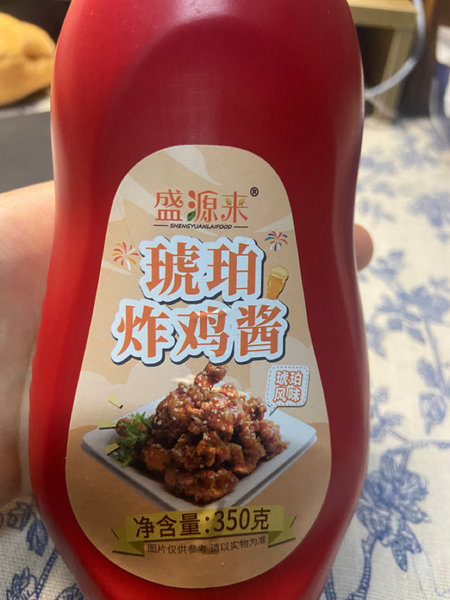 盛源来®
SHENGYUANLAIFOOD
琥珀
炸鸡酱
琥珀
风味
净含量:350克
图片仅供参考 请以实物为准